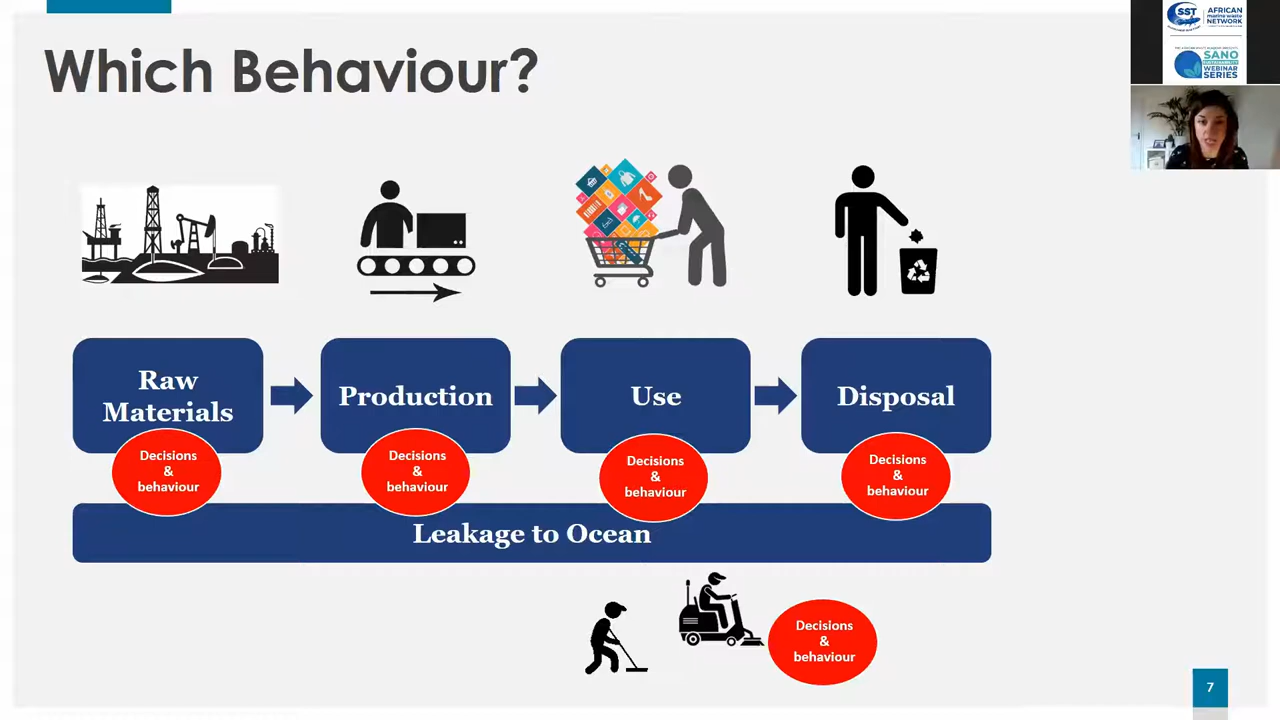 Which Behaviour?
SST
AFRICAN
MARINE WASTE
NETWORK
SANO
SUSTAINABILITY
WEBINAR
SERIES
Raw
Materials
Production
Use
Disposal
Decisions
&
behaviour
Decisions
&
behaviour
Decisions
&
behaviour
Decisions
&
behaviour
Leakage to Ocean
Decisions
&
behaviour
7